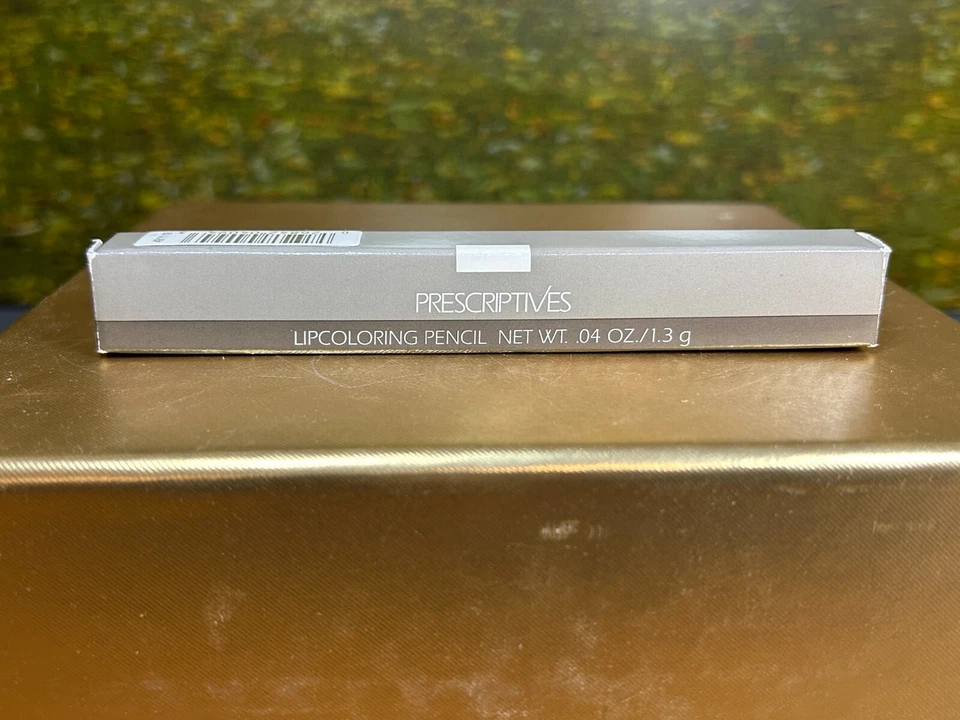 PRESCRIPTIVES
LIPCOLORING PENCIL NET WT. .04 OZ./1.3 g